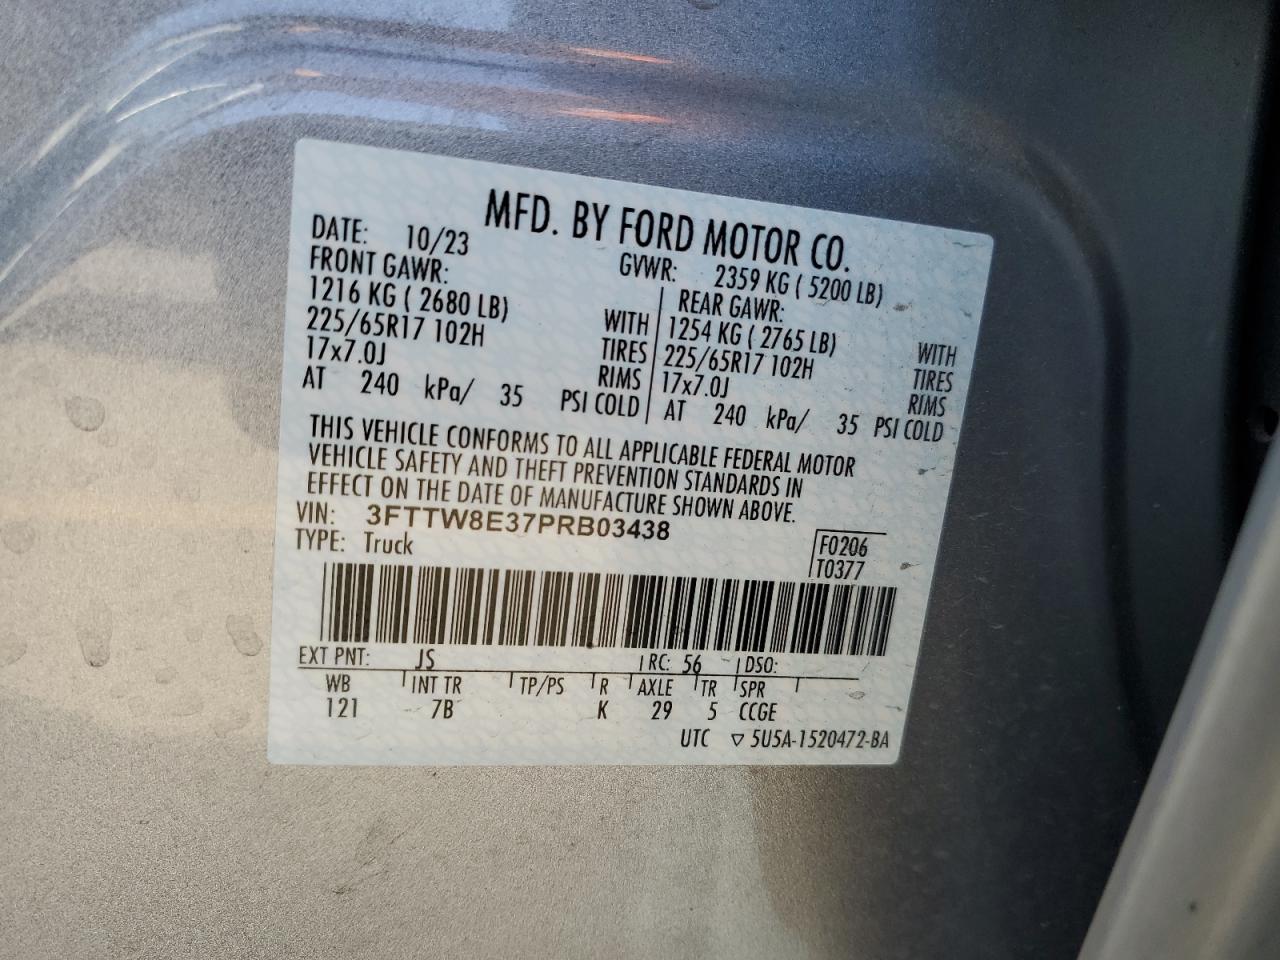 MFD. BY FORD MOTOR CO.
DATE: 10/23 GVWR: 2359 KG ( 5200 LB)
FRONT GAWR: REAR GAWR:
1216 KG ( 2680 LB) WITH 1254 KG ( 2765 LB) WITH
225/65R17 102H TIRES 225/65R17 102H TIRES
17x7.0J RIMS 17x7.0J RIMS
AT 240 kPa/ 35 PSI COLD AT 240 kPa/ 35 PSI COLD
THIS VEHICLE CONFORMS TO ALL APPLICABLE FEDERAL MOTOR
VEHICLE SAFETY AND THEFT PREVENTION STANDARDS IN
EFFECT ON THE DATE OF MANUFACTURE SHOWN ABOVE.
VIN: 3FTTW8E37PRB03438
TYPE: Truck
F0206
T0377
EXT PNT: JS RC: 56 DSO:
WB INT TR TP/PS R AXLE TR SPR
121 7B K 29 5 CCGE
UTC ▽ 5U5A-1520472-BA